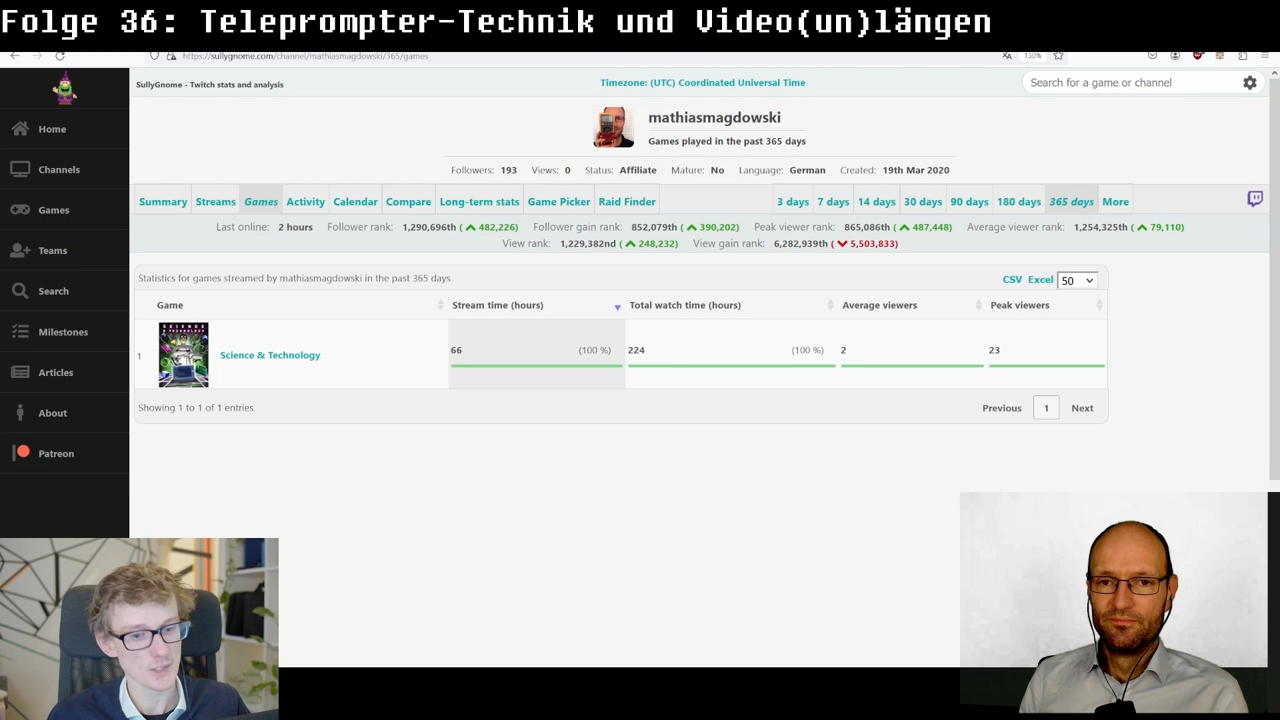 Folge 36: Teleprompter-Technik und Video(un)längen
https://sullygnome.com/channel/mathiasmagdowski/365/games
130%
SullyGnome - Twitch stats and analysis
Timezone: (UTC) Coordinated Universal Time
Search for a game or channel
mathiasmagdowski
Games played in the past 365 days
Followers: 193 Views: 0 Status: Affiliate Mature: No Language: German Created: 19th Mar 2020
Home
Channels
Games
Teams
Search
Milestones
Articles
About
Patreon
Summary Streams Games Activity Calendar Compare Long-term stats Game Picker Raid Finder 3 days 7 days 14 days 30 days 90 days 180 days 365 days More
Last online: 2 hours Follower rank: 1,290,696th ( 482,226) Follower gain rank: 852,079th ( 390,202) Peak viewer rank: 865,086th ( 487,448) Average viewer rank: 1,254,325th ( 79,110)
View rank: 1,229,382nd ( 248,232) View gain rank: 6,282,939th ( 5,503,833)
Statistics for games streamed by mathiasmagdowski in the past 365 days
CSV Excel 50
Game Stream time (hours) Total watch time (hours) Average viewers Peak viewers
SCIENCE
1 Science & Technology 66 (100 %) 224 (100 %) 2 23
Showing 1 to 1 of 1 entries
Previous 1 Next